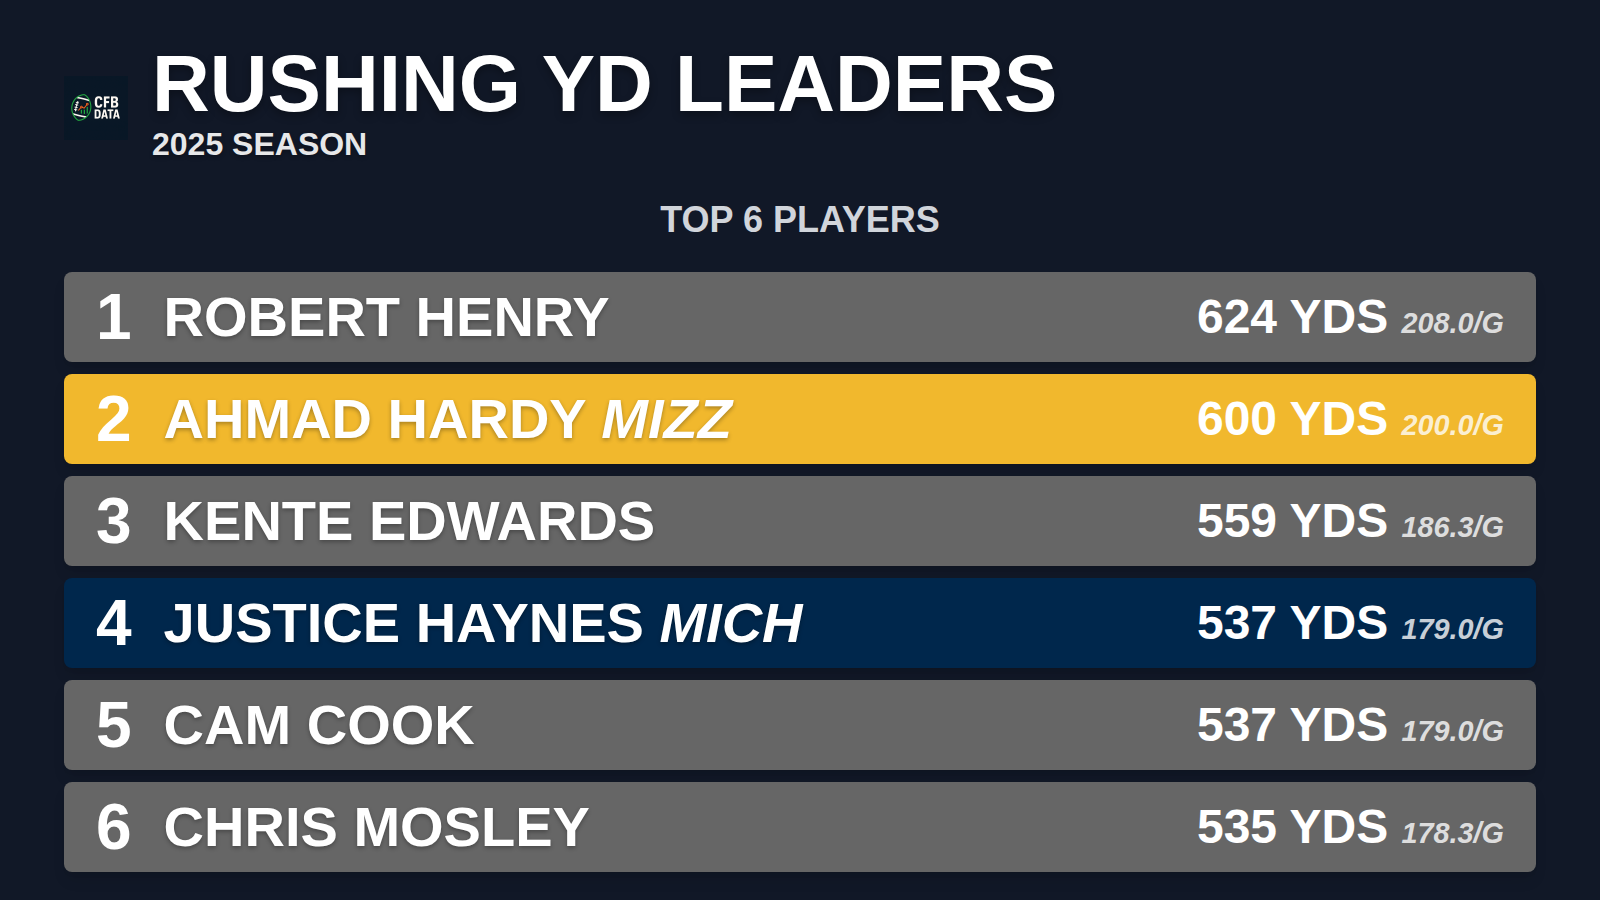 CFB
DATA
RUSHING YD LEADERS
2025 SEASON
TOP 6 PLAYERS
1 ROBERT HENRY 624 YDS 208.0/G
2 AHMAD HARDY MIZZ 600 YDS 200.0/G
3 KENTE EDWARDS 559 YDS 186.3/G
4 JUSTICE HAYNES MICH 537 YDS 179.0/G
5 CAM COOK 537 YDS 179.0/G
6 CHRIS MOSLEY 535 YDS 178.3/G